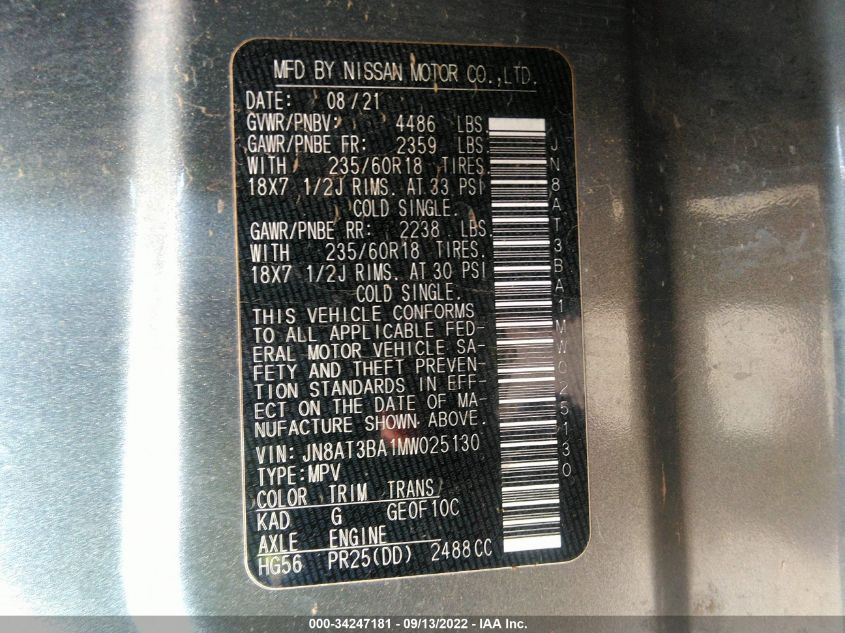 MFD BY NISSAN MOTOR CO.,LTD.
DATE: 08/21
GVWR/PNBV: 4486 LBS.
GAWR/PNBE FR: 2359 LBS.
WITH 235/60R18 TIRES.
18X7 1/2J RIMS. AT 33 PSI
COLD SINGLE.
GAWR/PNBE RR: 2238 LBS.
WITH 235/60R18 TIRES.
18X7 1/2J RIMS. AT 30 PSI
COLD SINGLE.
THIS VEHICLE CONFORMS
TO ALL APPLICABLE FED-
ERAL MOTOR VEHICLE SA-
FETY AND THEFT PREVEN-
TION STANDARDS IN EFF-
ECT ON THE DATE OF MA-
NUFACTURE SHOWN ABOVE.
VIN: JN8AT3BA1MW025130
TYPE:MPV
COLOR TRIM TRANS
KAD G GE0F10C
AXLE ENGINE
HG56 PR25(DD) 2488CC
JN8AT3BA1MW025130
000-34247181 - 09/13/2022 - IAA Inc.